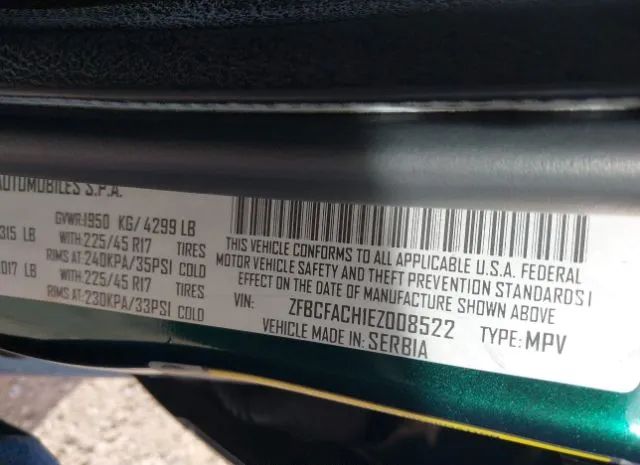 AUTOMOBILES S.P.A.
GVWR:1950 KG/4299 LB
315 LB WITH:225/45 R17 TIRES
RIMS AT:240KPA/35PSI COLD
017 LB WITH:225/45 R17 TIRES
RIMS AT:230KPA/33PSI COLD
THIS VEHICLE CONFORMS TO ALL APPLICABLE U.S.A. FEDERAL
MOTOR VEHICLE SAFETY AND THEFT PREVENTION STANDARDS I
EFFECT ON THE DATE OF MANUFACTURE SHOWN ABOVE
VIN: ZFBCFACH1EZ008522 TYPE: MPV
VEHICLE MADE IN: SERBIA